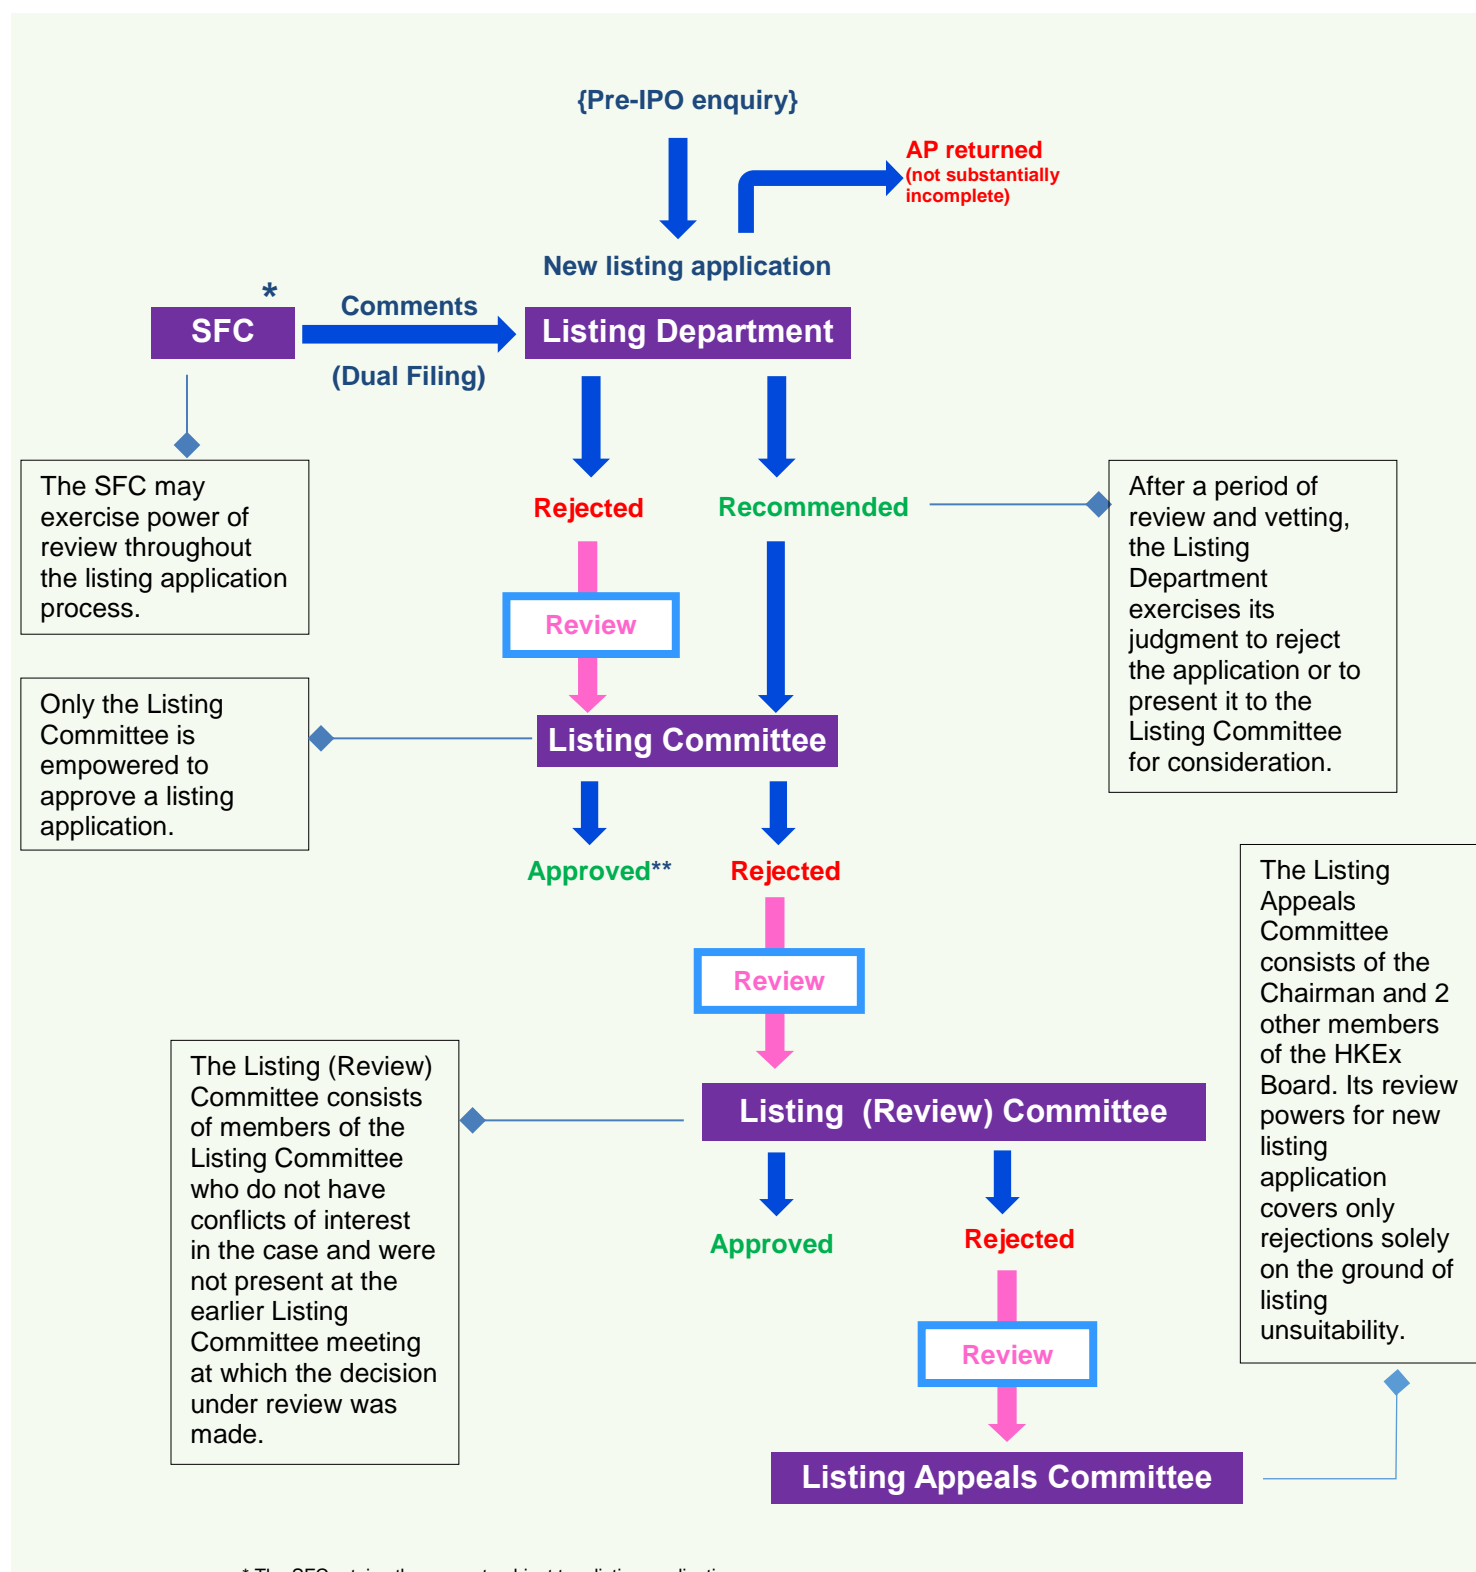 {Pre-IPO enquiry}
AP returned
(not substantially
incomplete)
New listing application
*
Comments
SFC
Listing Department
(Dual Filing)
The SFC may
exercise power of
review throughout
the listing application
process.
Rejected
Recommended
After a period of
review and vetting,
the Listing
Department
exercises its
judgment to reject
the application or to
present it to the
Listing Committee
for consideration.
Review
Only the Listing
Committee is
empowered to
approve a listing
application.
Listing Committee
Approved**
Rejected
The Listing
Appeals
Committee
consists of the
Chairman and 2
other members
of the HKEx
Board. Its review
powers for new
listing
application
covers only
rejections solely
on the ground of
listing
unsuitability.
Review
The Listing (Review)
Committee consists
of members of the
Listing Committee
who do not have
conflicts of interest
in the case and were
not present at the
earlier Listing
Committee meeting
at which the decision
under review was
made.
Listing (Review) Committee
Approved
Rejected
Review
Listing Appeals Committee